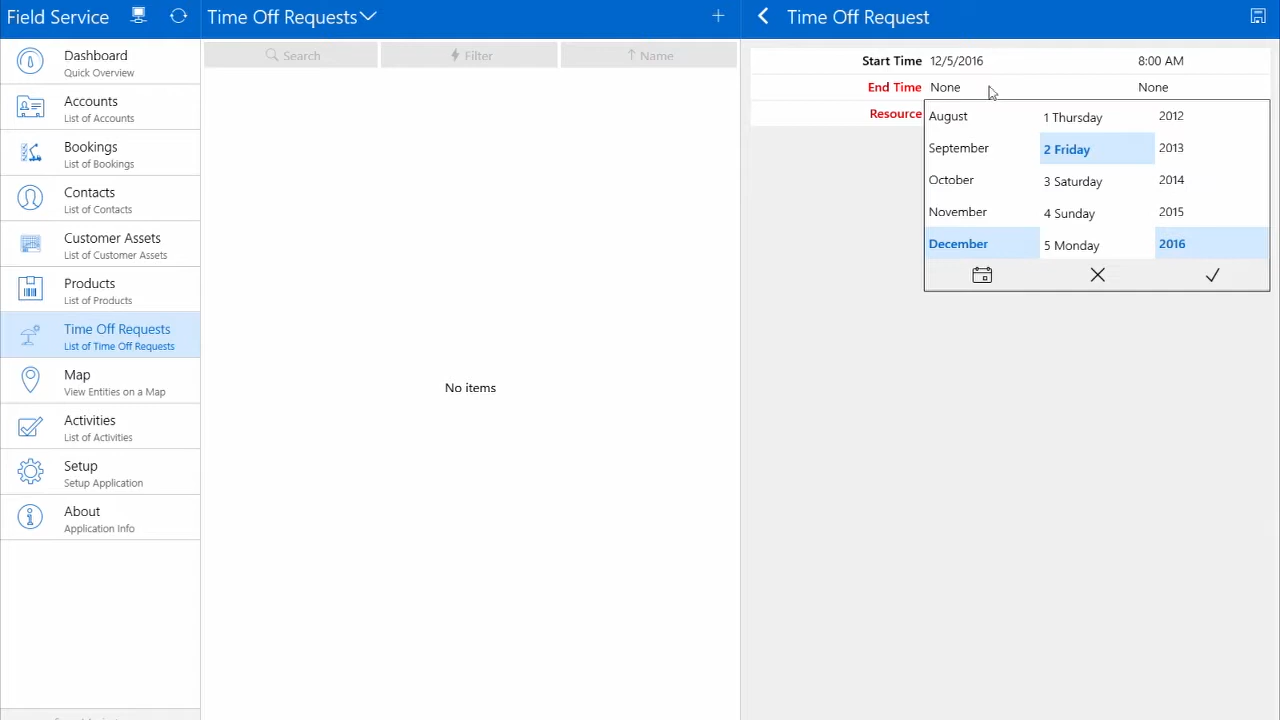 Field Service
Time Off Requests
Time Off Request
Dashboard
Quick Overview
Accounts
List of Accounts
Bookings
List of Bookings
Contacts
List of Contacts
Customer Assets
List of Customer Assets
Products
List of Products
Time Off Requests
List of Time Off Requests
Map
View Entities on a Map
Activities
List of Activities
Setup
Setup Application
About
Application Info
Search
Filter
Name
No items
Start Time 12/5/2016 8:00 AM
End Time None None
Resource
August 1 Thursday 2012
September 2 Friday 2013
October 3 Saturday 2014
November 4 Sunday 2015
December 5 Monday 2016